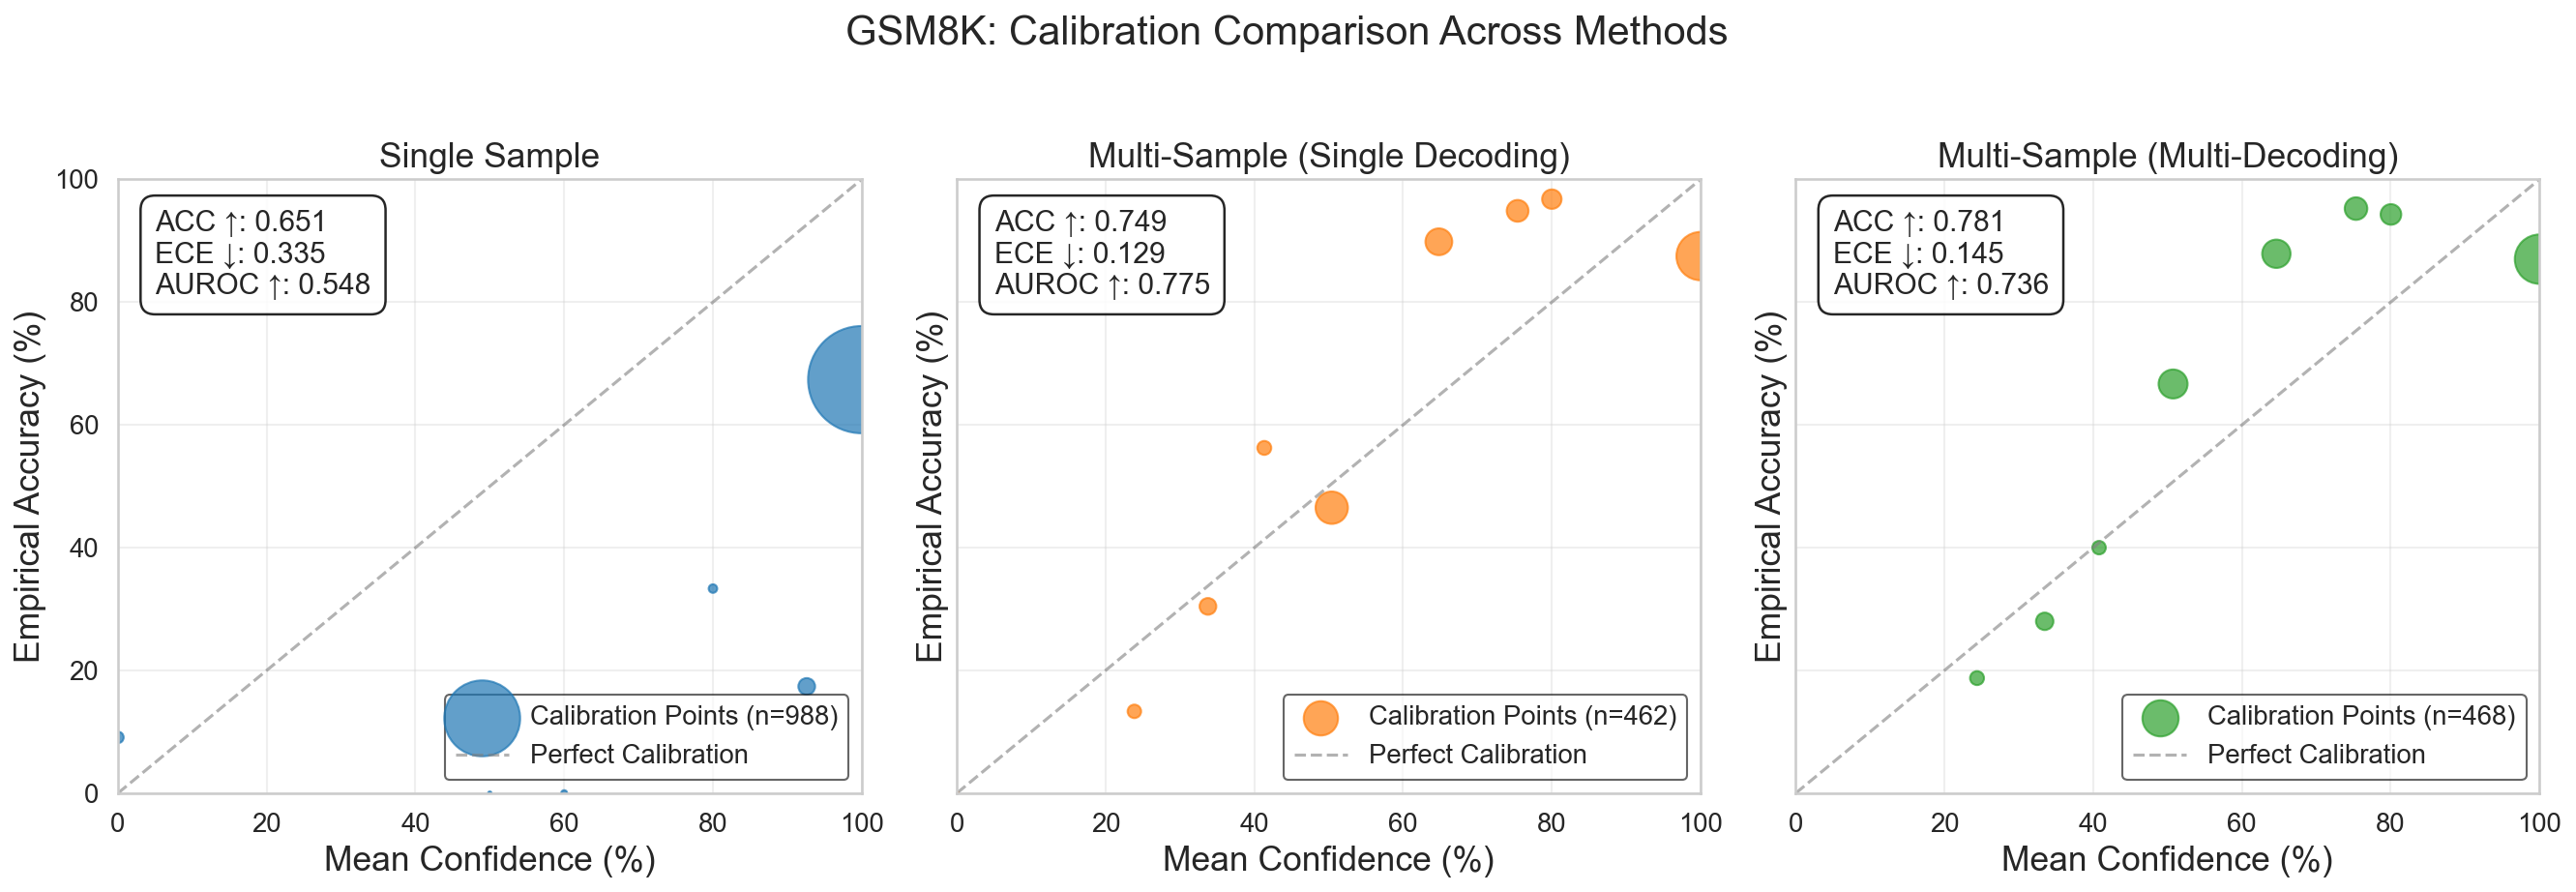 GSM8K: Calibration Comparison Across Methods
Single Sample
ACC ↑: 0.651
ECE ↓: 0.335
AUROC ↑: 0.548
Empirical Accuracy (%)
100
80
60
40
20
0
Calibration Points (n=988)
Perfect Calibration
0 20 40 60 80 100
Mean Confidence (%)
Multi-Sample (Single Decoding)
ACC ↑: 0.749
ECE ↓: 0.129
AUROC ↑: 0.775
Empirical Accuracy (%)
Calibration Points (n=462)
Perfect Calibration
0 20 40 60 80 100
Mean Confidence (%)
Multi-Sample (Multi-Decoding)
ACC ↑: 0.781
ECE ↓: 0.145
AUROC ↑: 0.736
Empirical Accuracy (%)
Calibration Points (n=468)
Perfect Calibration
0 20 40 60 80 100
Mean Confidence (%)